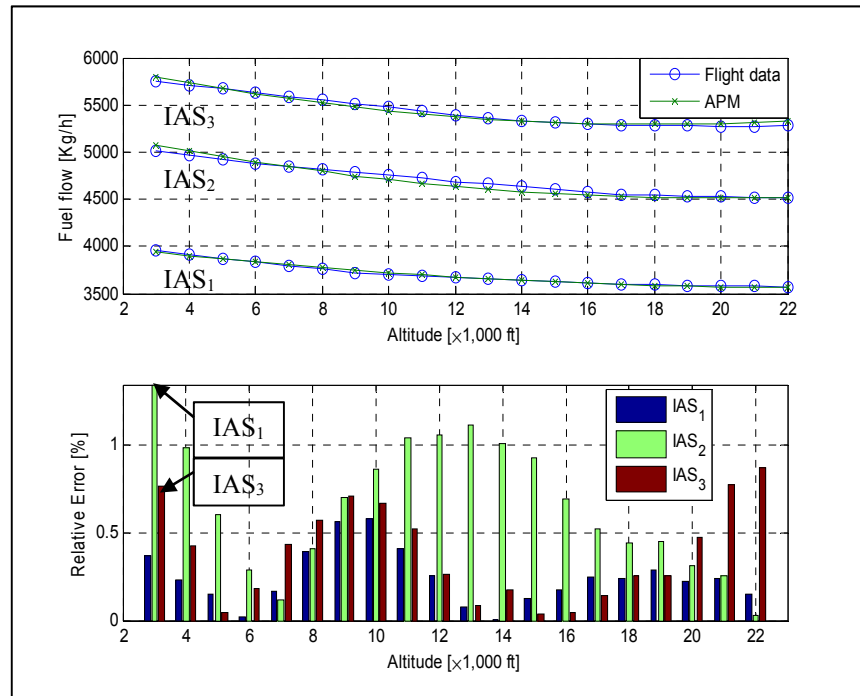 6000
5500
5000
4500
4000
3500
Fuel flow [Kg/h]
Flight data
APM
IAS3
IAS2
IAS1
2 4 6 8 10 12 14 16 18 20 22
Altitude [×1,000 ft]
1
0.5
0
Relative Error [%]
IAS1
IAS3
IAS1
IAS2
IAS3
2 4 6 8 10 12 14 16 18 20 22
Altitude [×1,000 ft]